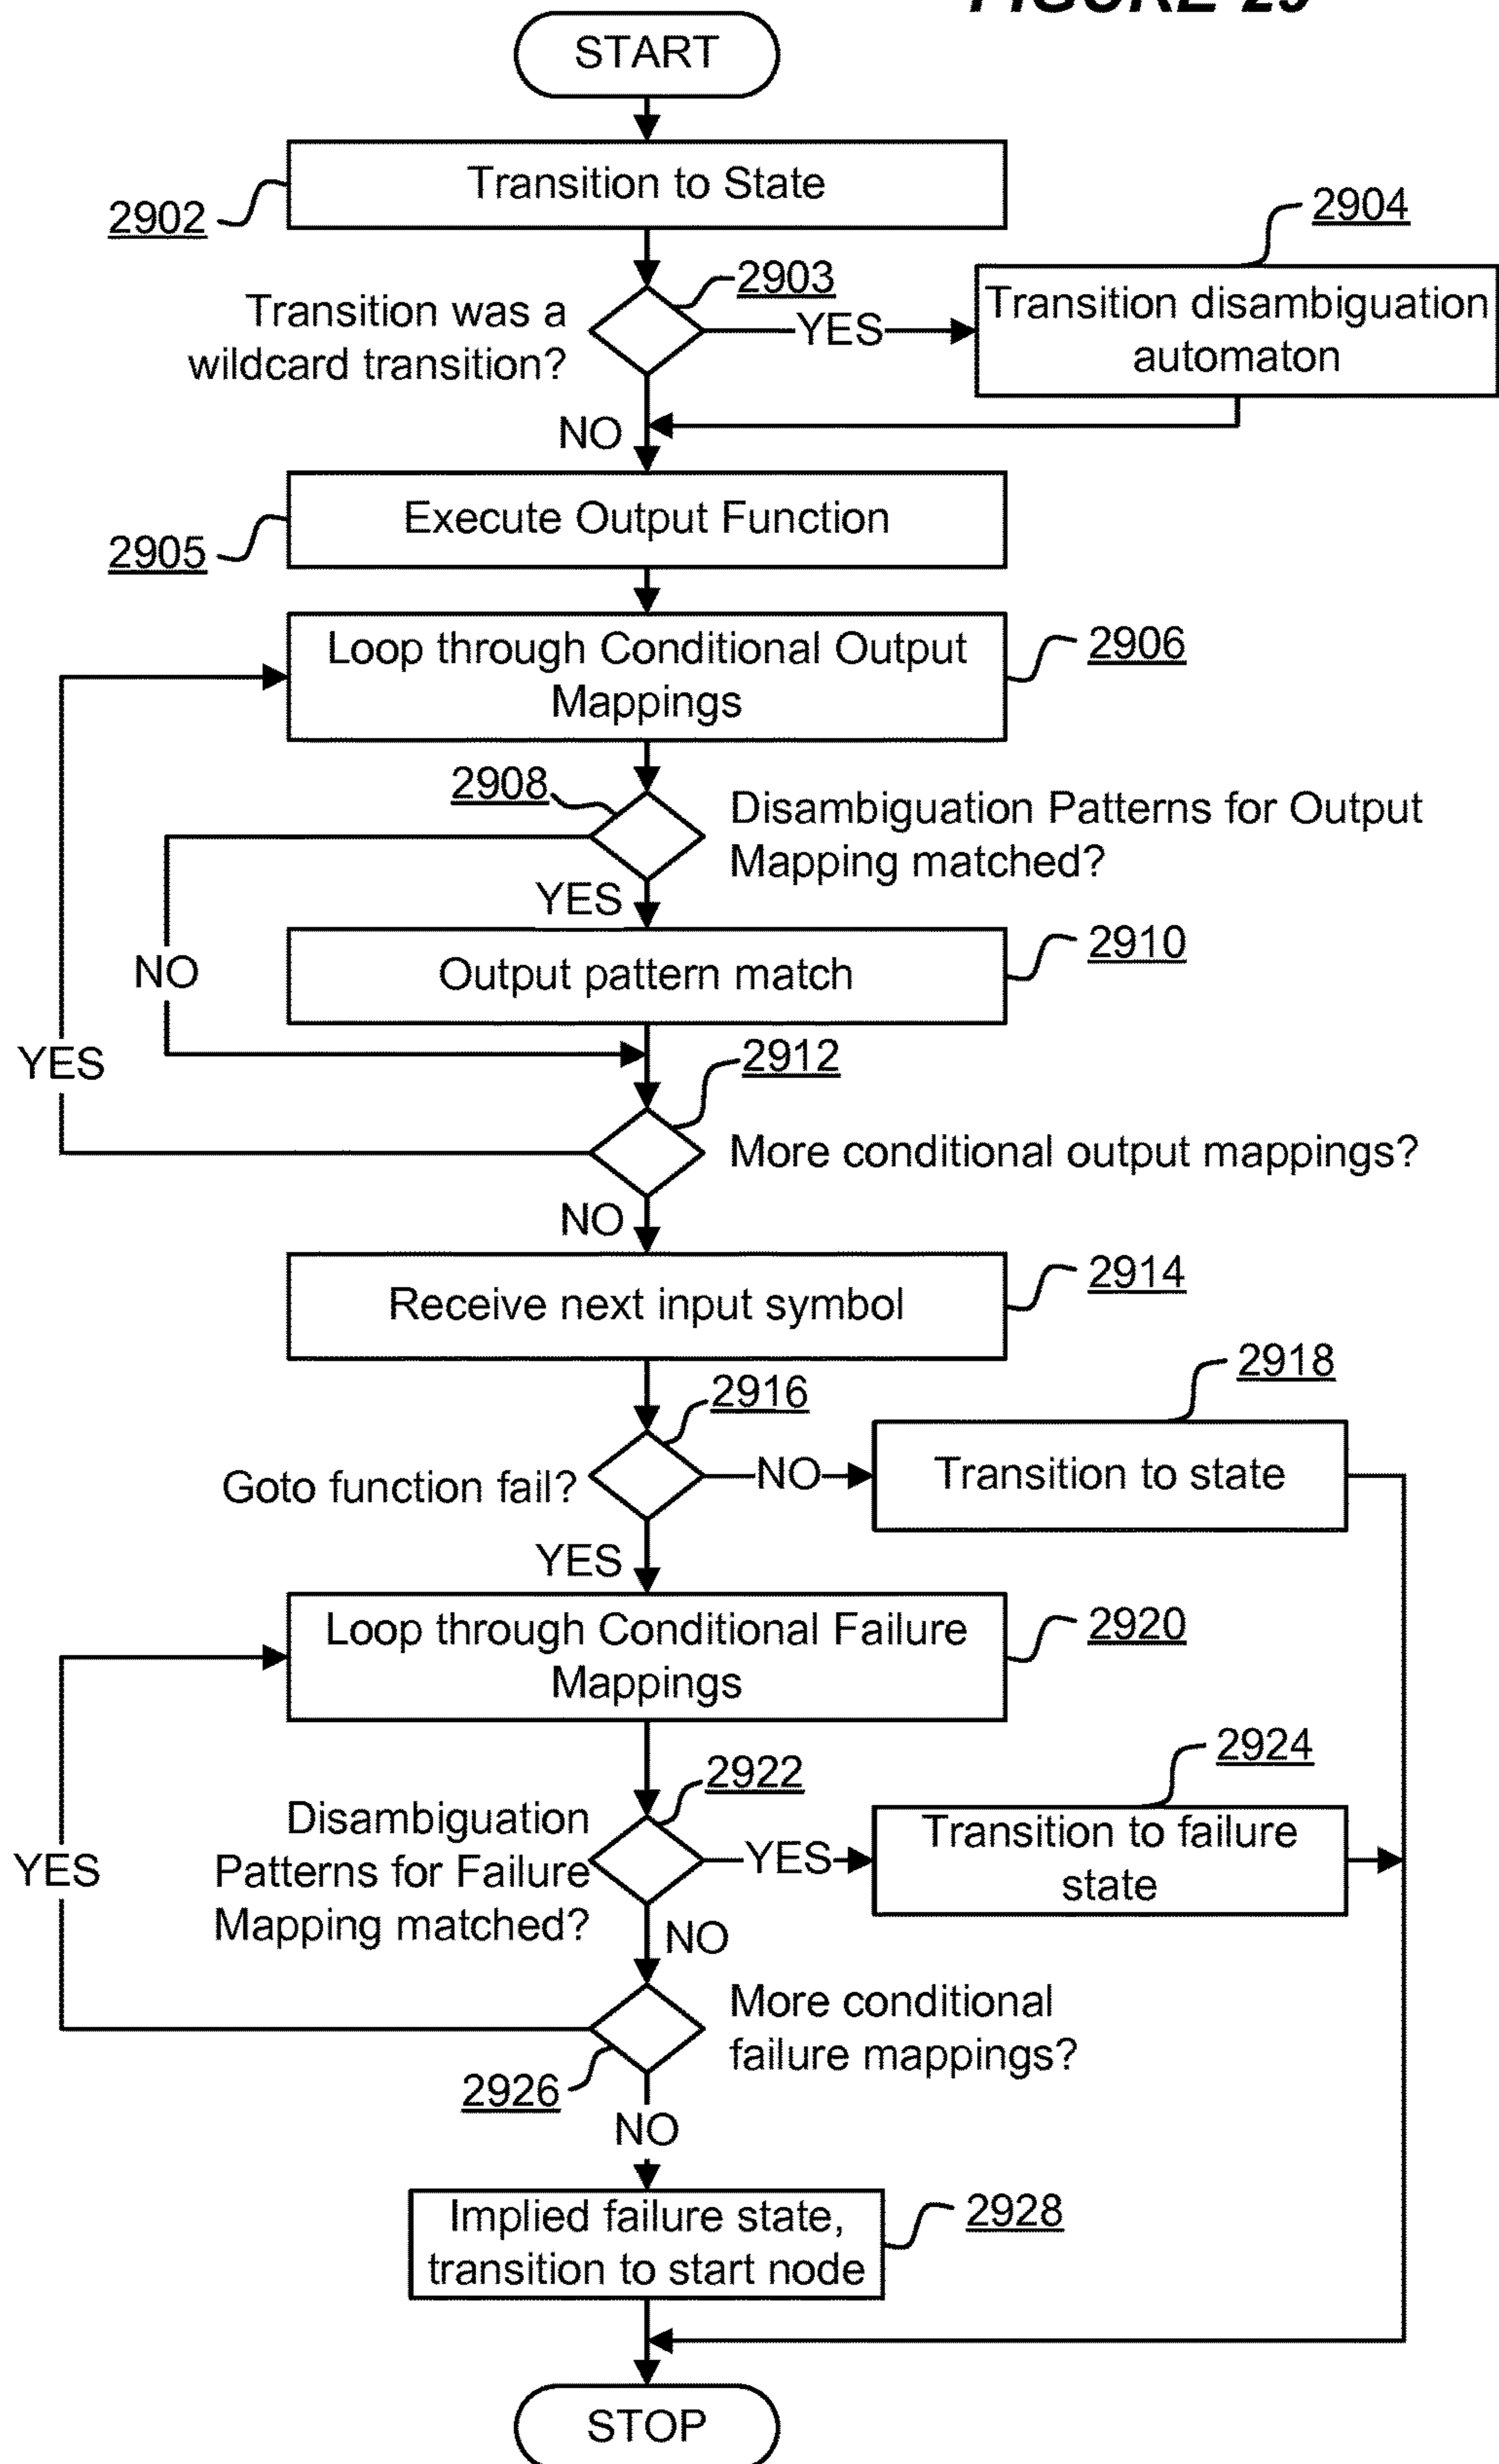 FIGURE 29
START
Transition to State
2902
2904
2903
Transition was a
wildcard transition?
YES
Transition disambiguation
automaton
NO
Execute Output Function
2905
Loop through Conditional Output
Mappings
2906
2908
Disambiguation Patterns for Output
Mapping matched?
YES
Output pattern match
2910
NO
YES
2912
More conditional output mappings?
NO
Receive next input symbol
2914
2918
2916
Goto function fail?
NO
Transition to state
YES
Loop through Conditional Failure
Mappings
2920
2924
2922
Disambiguation
Patterns for Failure
Mapping matched?
YES
Transition to failure
state
YES
NO
More conditional
failure mappings?
2926
NO
Implied failure state,
transition to start node
2928
STOP